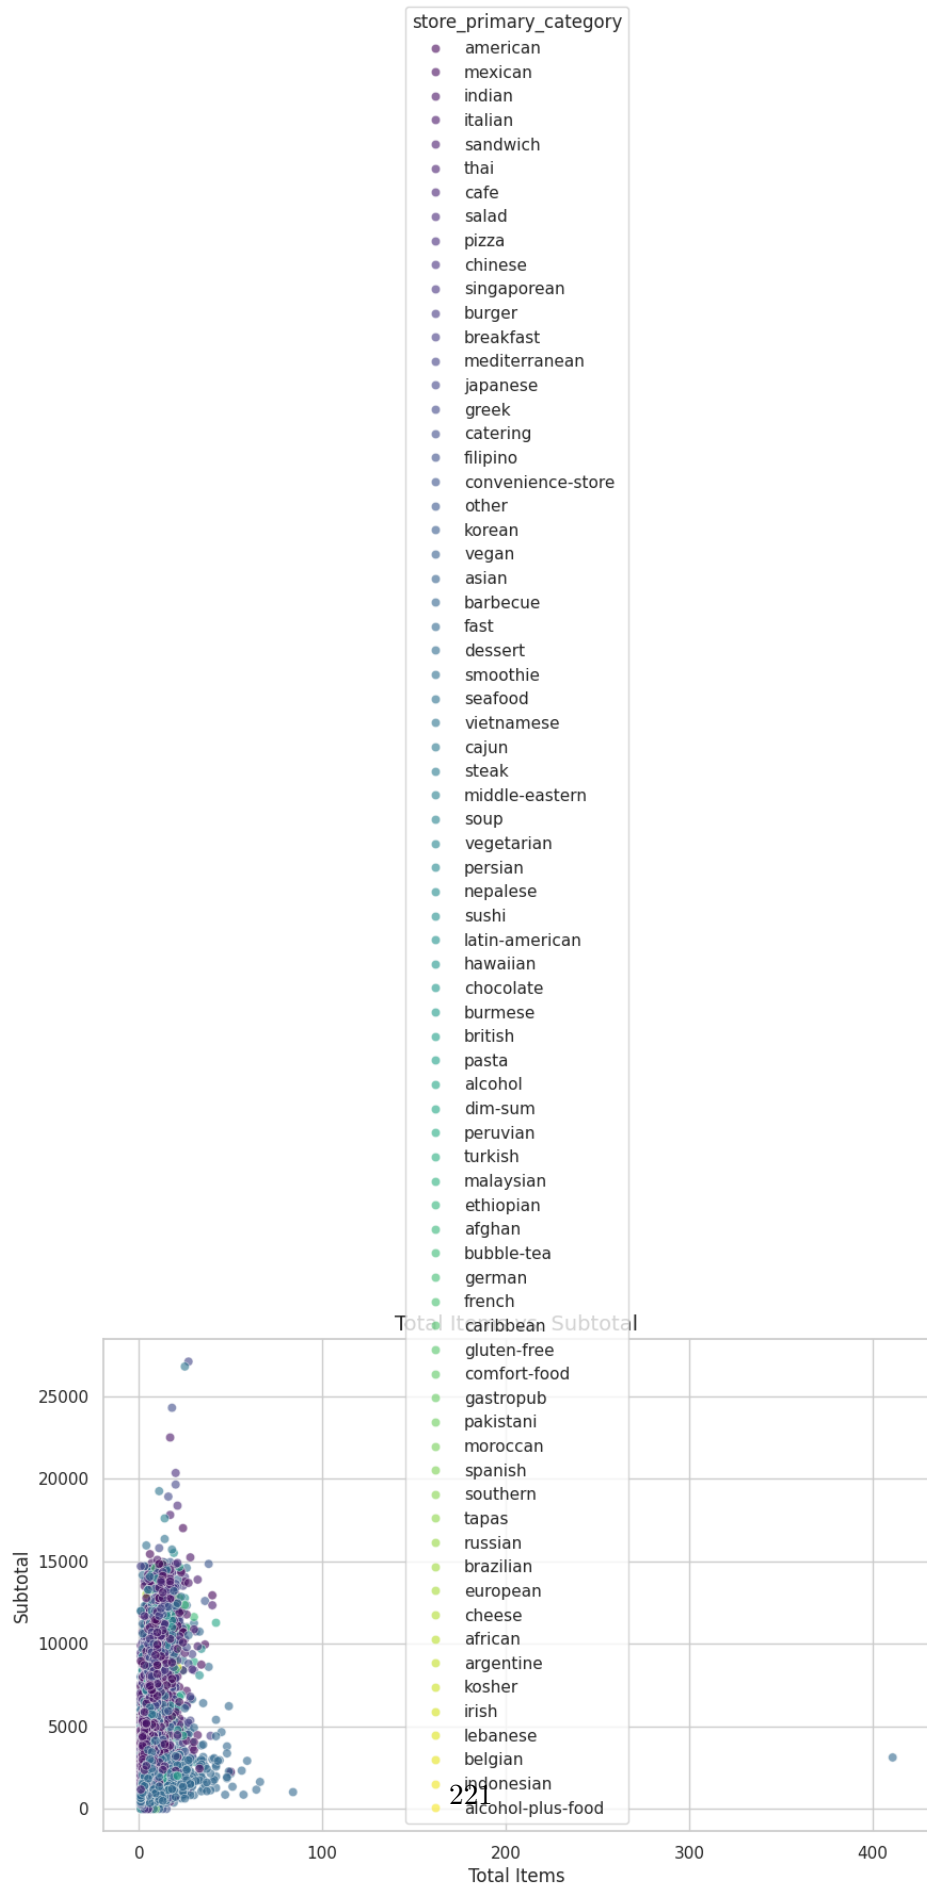 store_primary_category
american
mexican
indian
italian
sandwich
thai
cafe
salad
pizza
chinese
singaporean
burger
breakfast
mediterranean
japanese
greek
catering
filipino
convenience-store
other
korean
vegan
asian
barbecue
fast
dessert
smoothie
seafood
vietnamese
cajun
steak
middle-eastern
soup
vegetarian
persian
nepalese
sushi
latin-american
hawaiian
chocolate
burmese
british
pasta
alcohol
dim-sum
peruvian
turkish
malaysian
ethiopian
afghan
bubble-tea
german
french
Total Items vs. Subtotal
caribbean
gluten-free
comfort-food
gastropub
pakistani
moroccan
spanish
southern
tapas
russian
brazilian
european
cheese
african
argentine
kosher
irish
lebanese
belgian
indonesian
alcohol-plus-food
221
25000
20000
15000
10000
5000
0
Subtotal
0 100 200 300 400
Total Items